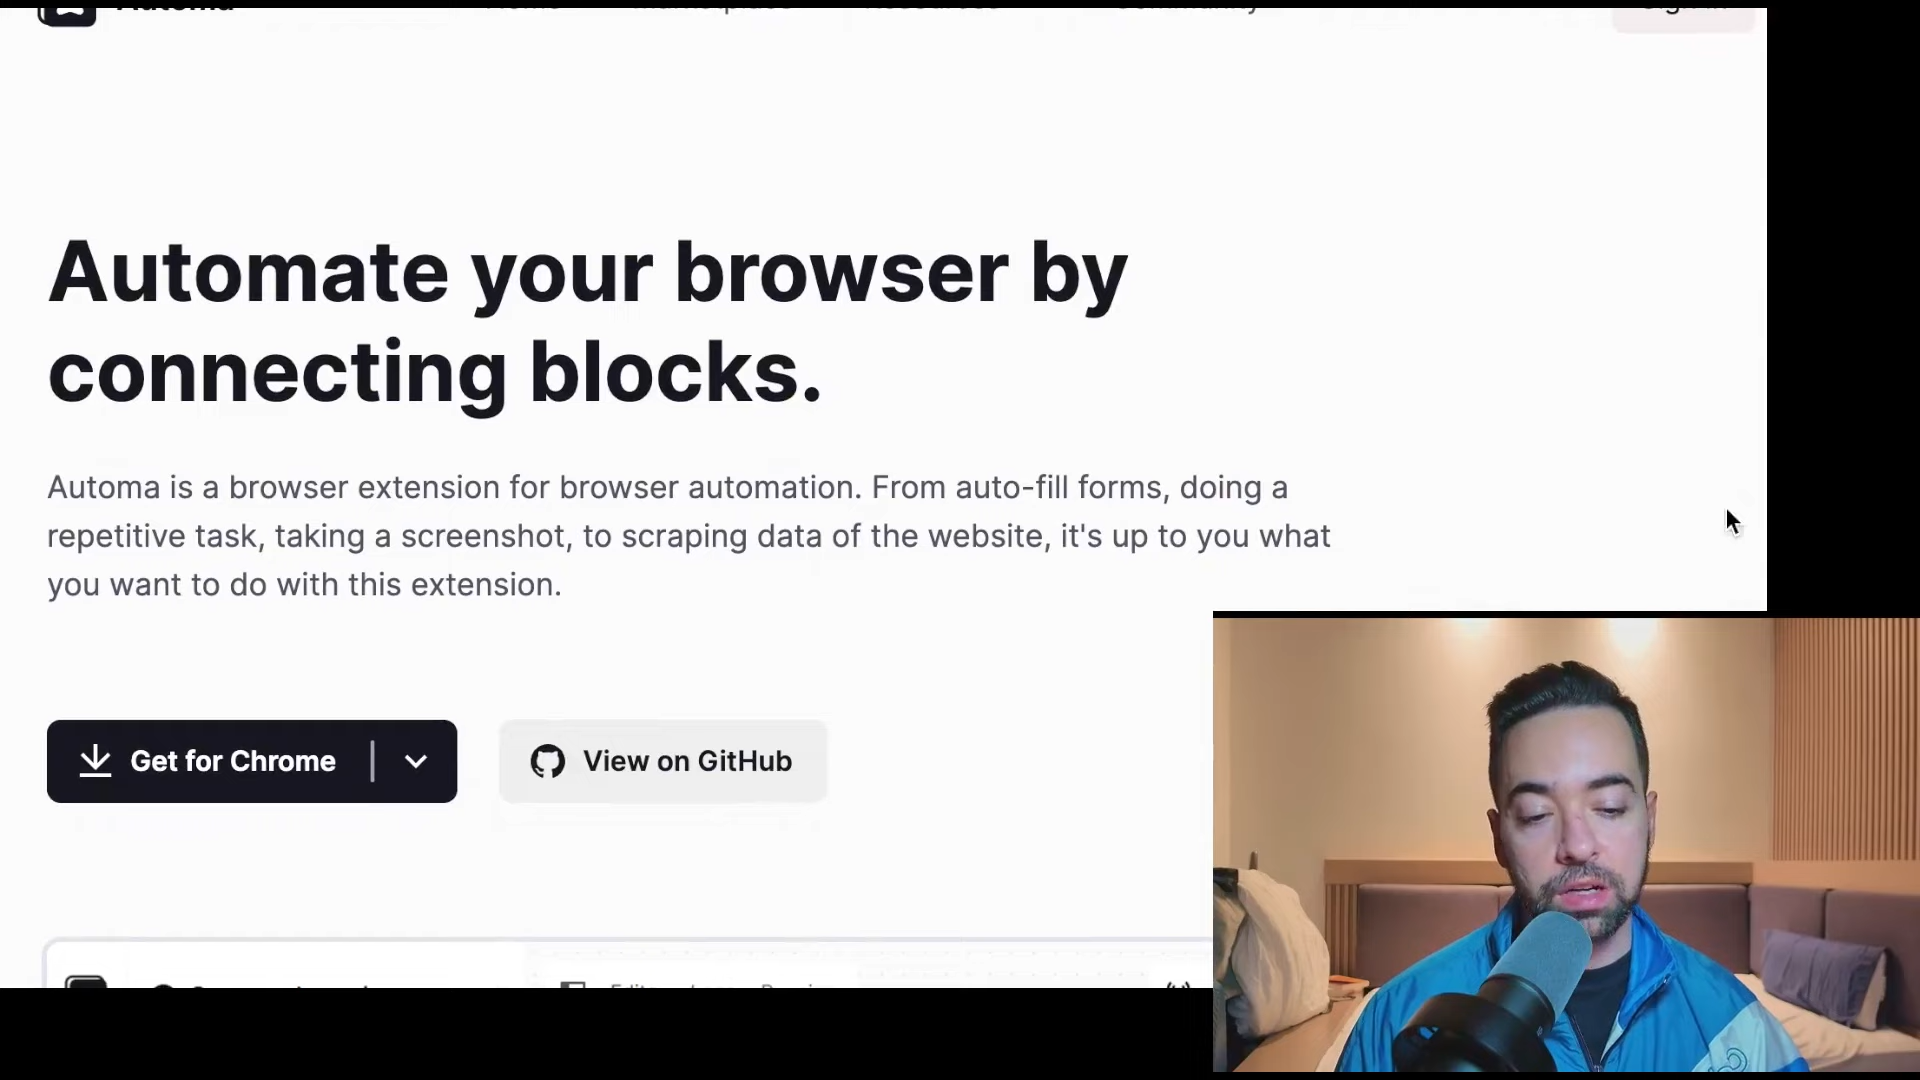 Automate your browser by
connecting blocks.
Automa is a browser extension for browser automation. From auto-fill forms, doing a
repetitive task, taking a screenshot, to scraping data of the website, it's up to you what
you want to do with this extension.
Get for Chrome
View on GitHub